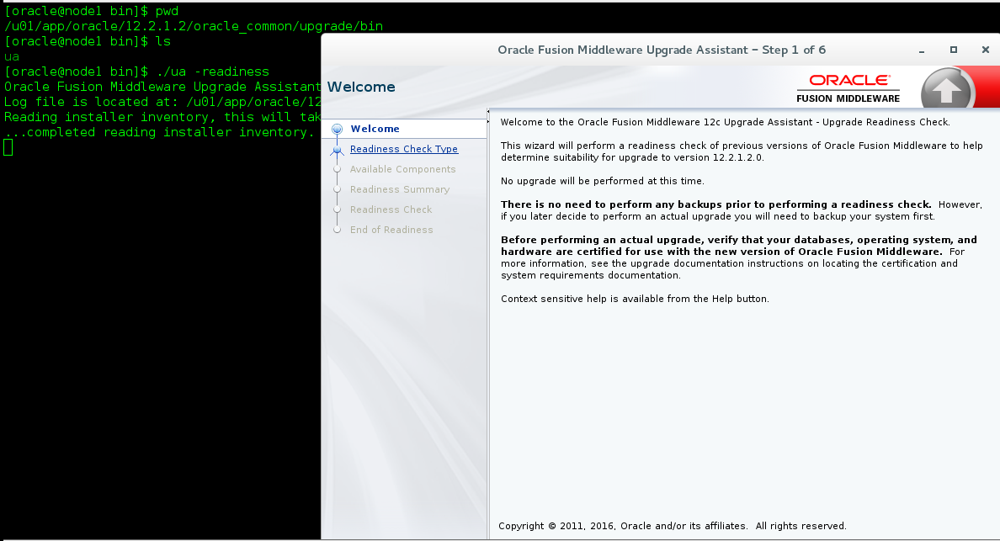 [oracle@node1 bin]$ pwd
/u01/app/oracle/12.2.1.2/oracle_common/upgrade/bin
[oracle@node1 bin]$ ls
ua
[oracle@node1 bin]$ ./ua -readiness
Oracle Fusion Middleware Upgrade Assistant
Log file is located at: /u01/app/oracle/12
Reading installer inventory, this will tak
...completed reading installer inventory.
Oracle Fusion Middleware Upgrade Assistant – Step 1 of 6
Welcome
ORACLE®
FUSION MIDDLEWARE
Welcome
Readiness Check Type
Available Components
Readiness Summary
Readiness Check
End of Readiness
Welcome to the Oracle Fusion Middleware 12c Upgrade Assistant - Upgrade Readiness Check.
This wizard will perform a readiness check of previous versions of Oracle Fusion Middleware to help
determine suitability for upgrade to version 12.2.1.2.0.
No upgrade will be performed at this time.
There is no need to perform any backups prior to performing a readiness check.  However,
if you later decide to perform an actual upgrade you will need to backup your system first.
Before performing an actual upgrade, verify that your databases, operating system, and
hardware are certified for use with the new version of Oracle Fusion Middleware.  For
more information, see the upgrade documentation instructions on locating the certification and
system requirements documentation.
Context sensitive help is available from the Help button.
Copyright © 2011, 2016, Oracle and/or its affiliates.  All rights reserved.